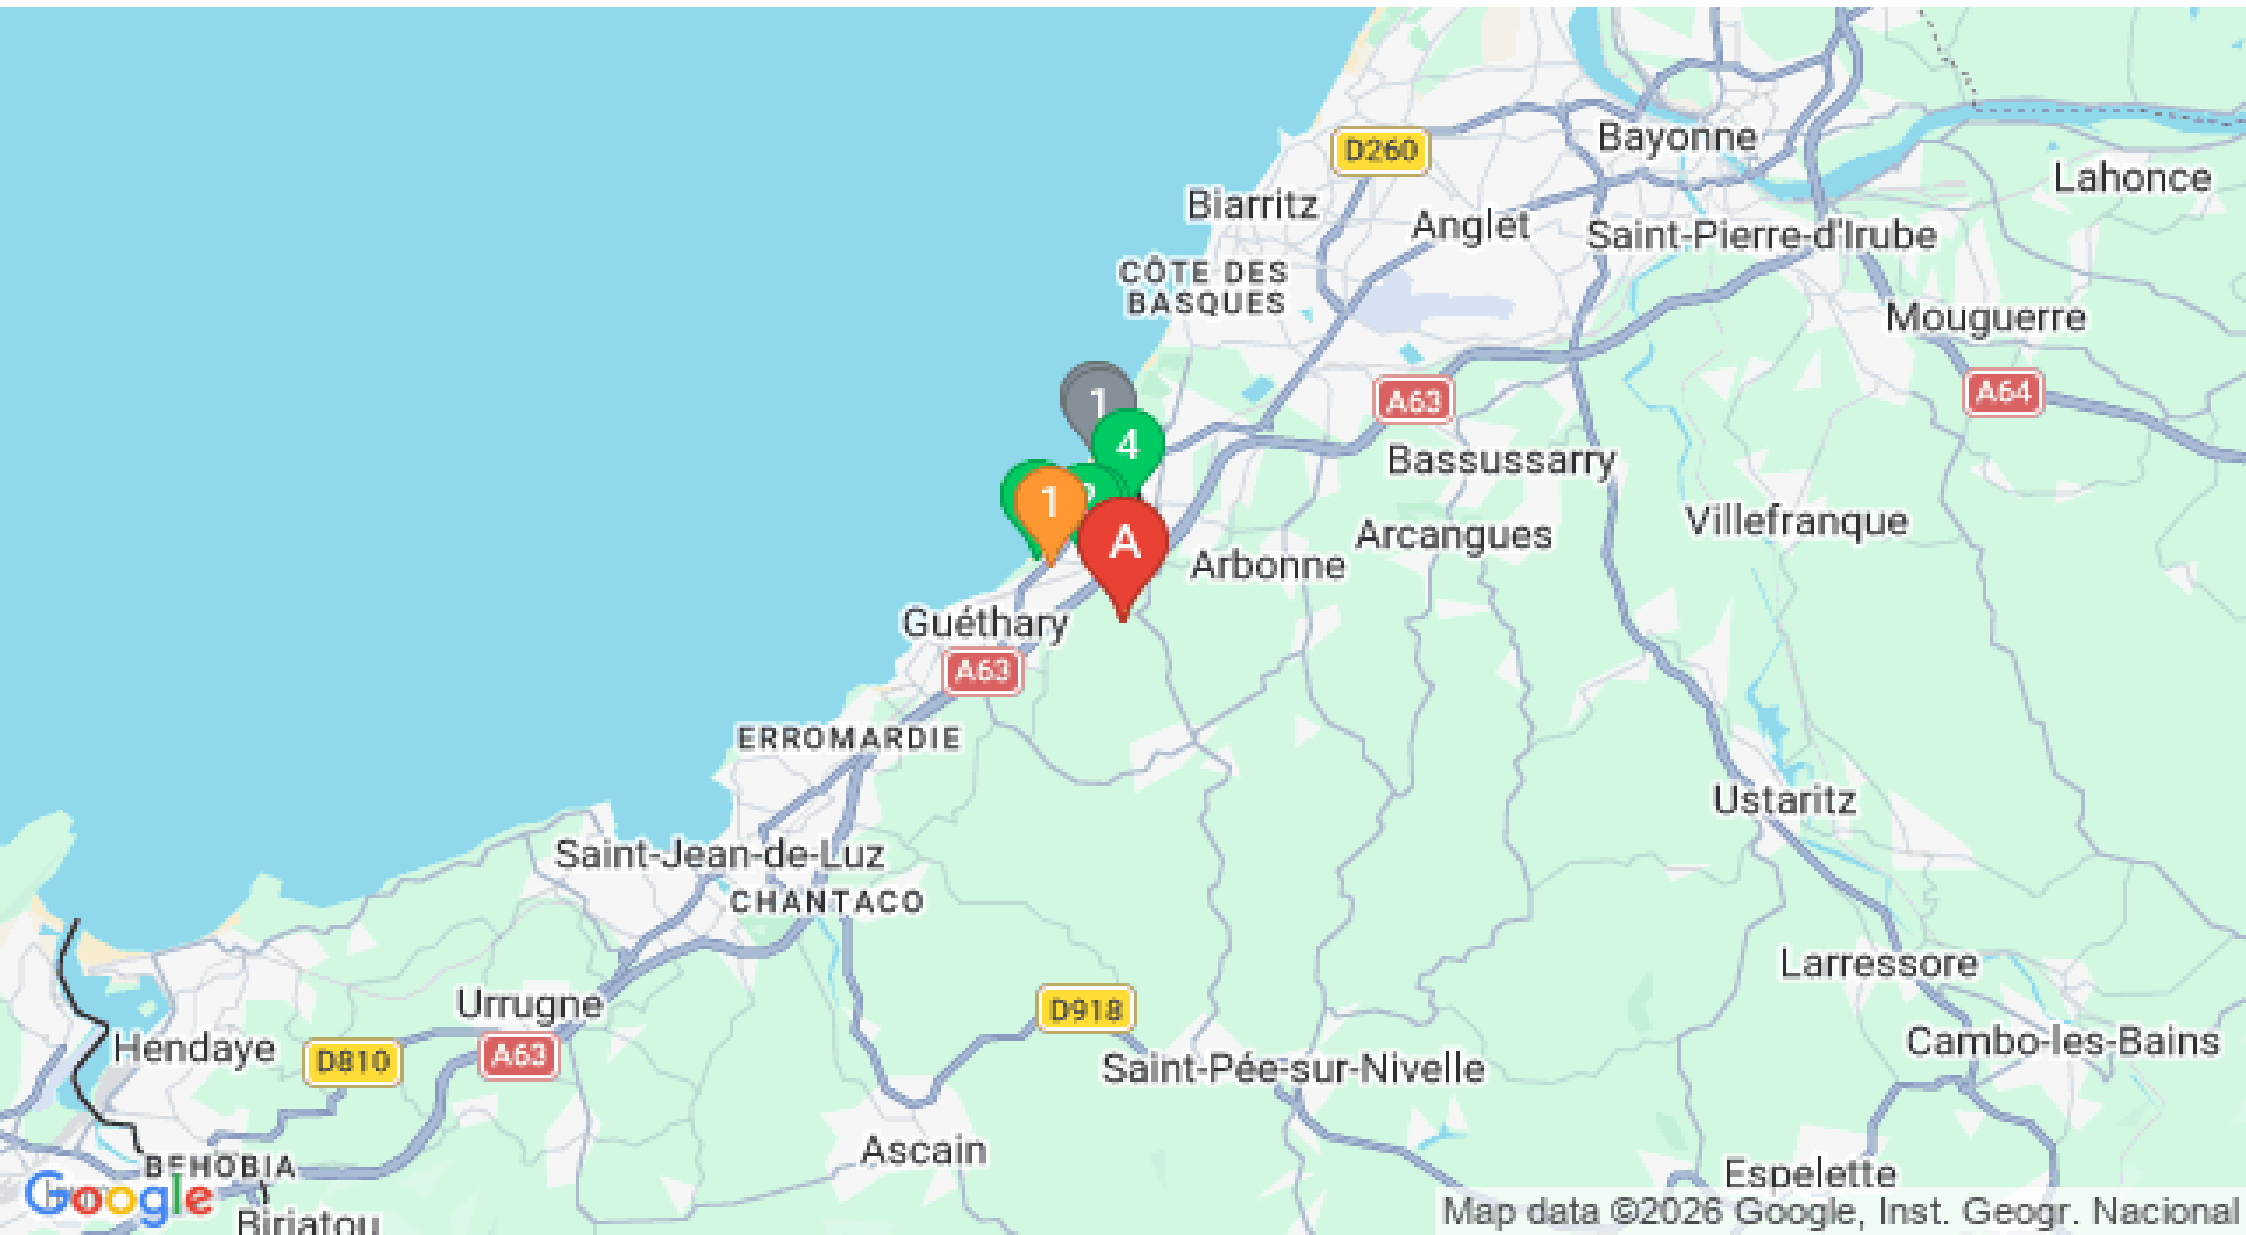 Bayonne
D260
Lahonce
Biarritz
Anglet
Saint-Pierre-d'Irube
CÔTE DES
BASQUES
Mouguerre
1
A63
A64
4
Bassussarry
1
2
Villefranque
A
Arcangues
Arbonne
Guéthary
A63
ERROMARDIE
Ustaritz
Saint-Jean-de-Luz
CHANTACO
Larressore
Urrugne
D918
Hendaye
D810
A63
Cambo-les-Bains
Saint-Pée-sur-Nivelle
Ascain
BEHOBIA
Espelette
Google
Biriatou
Map data ©2026 Google, Inst. Geogr. Nacional